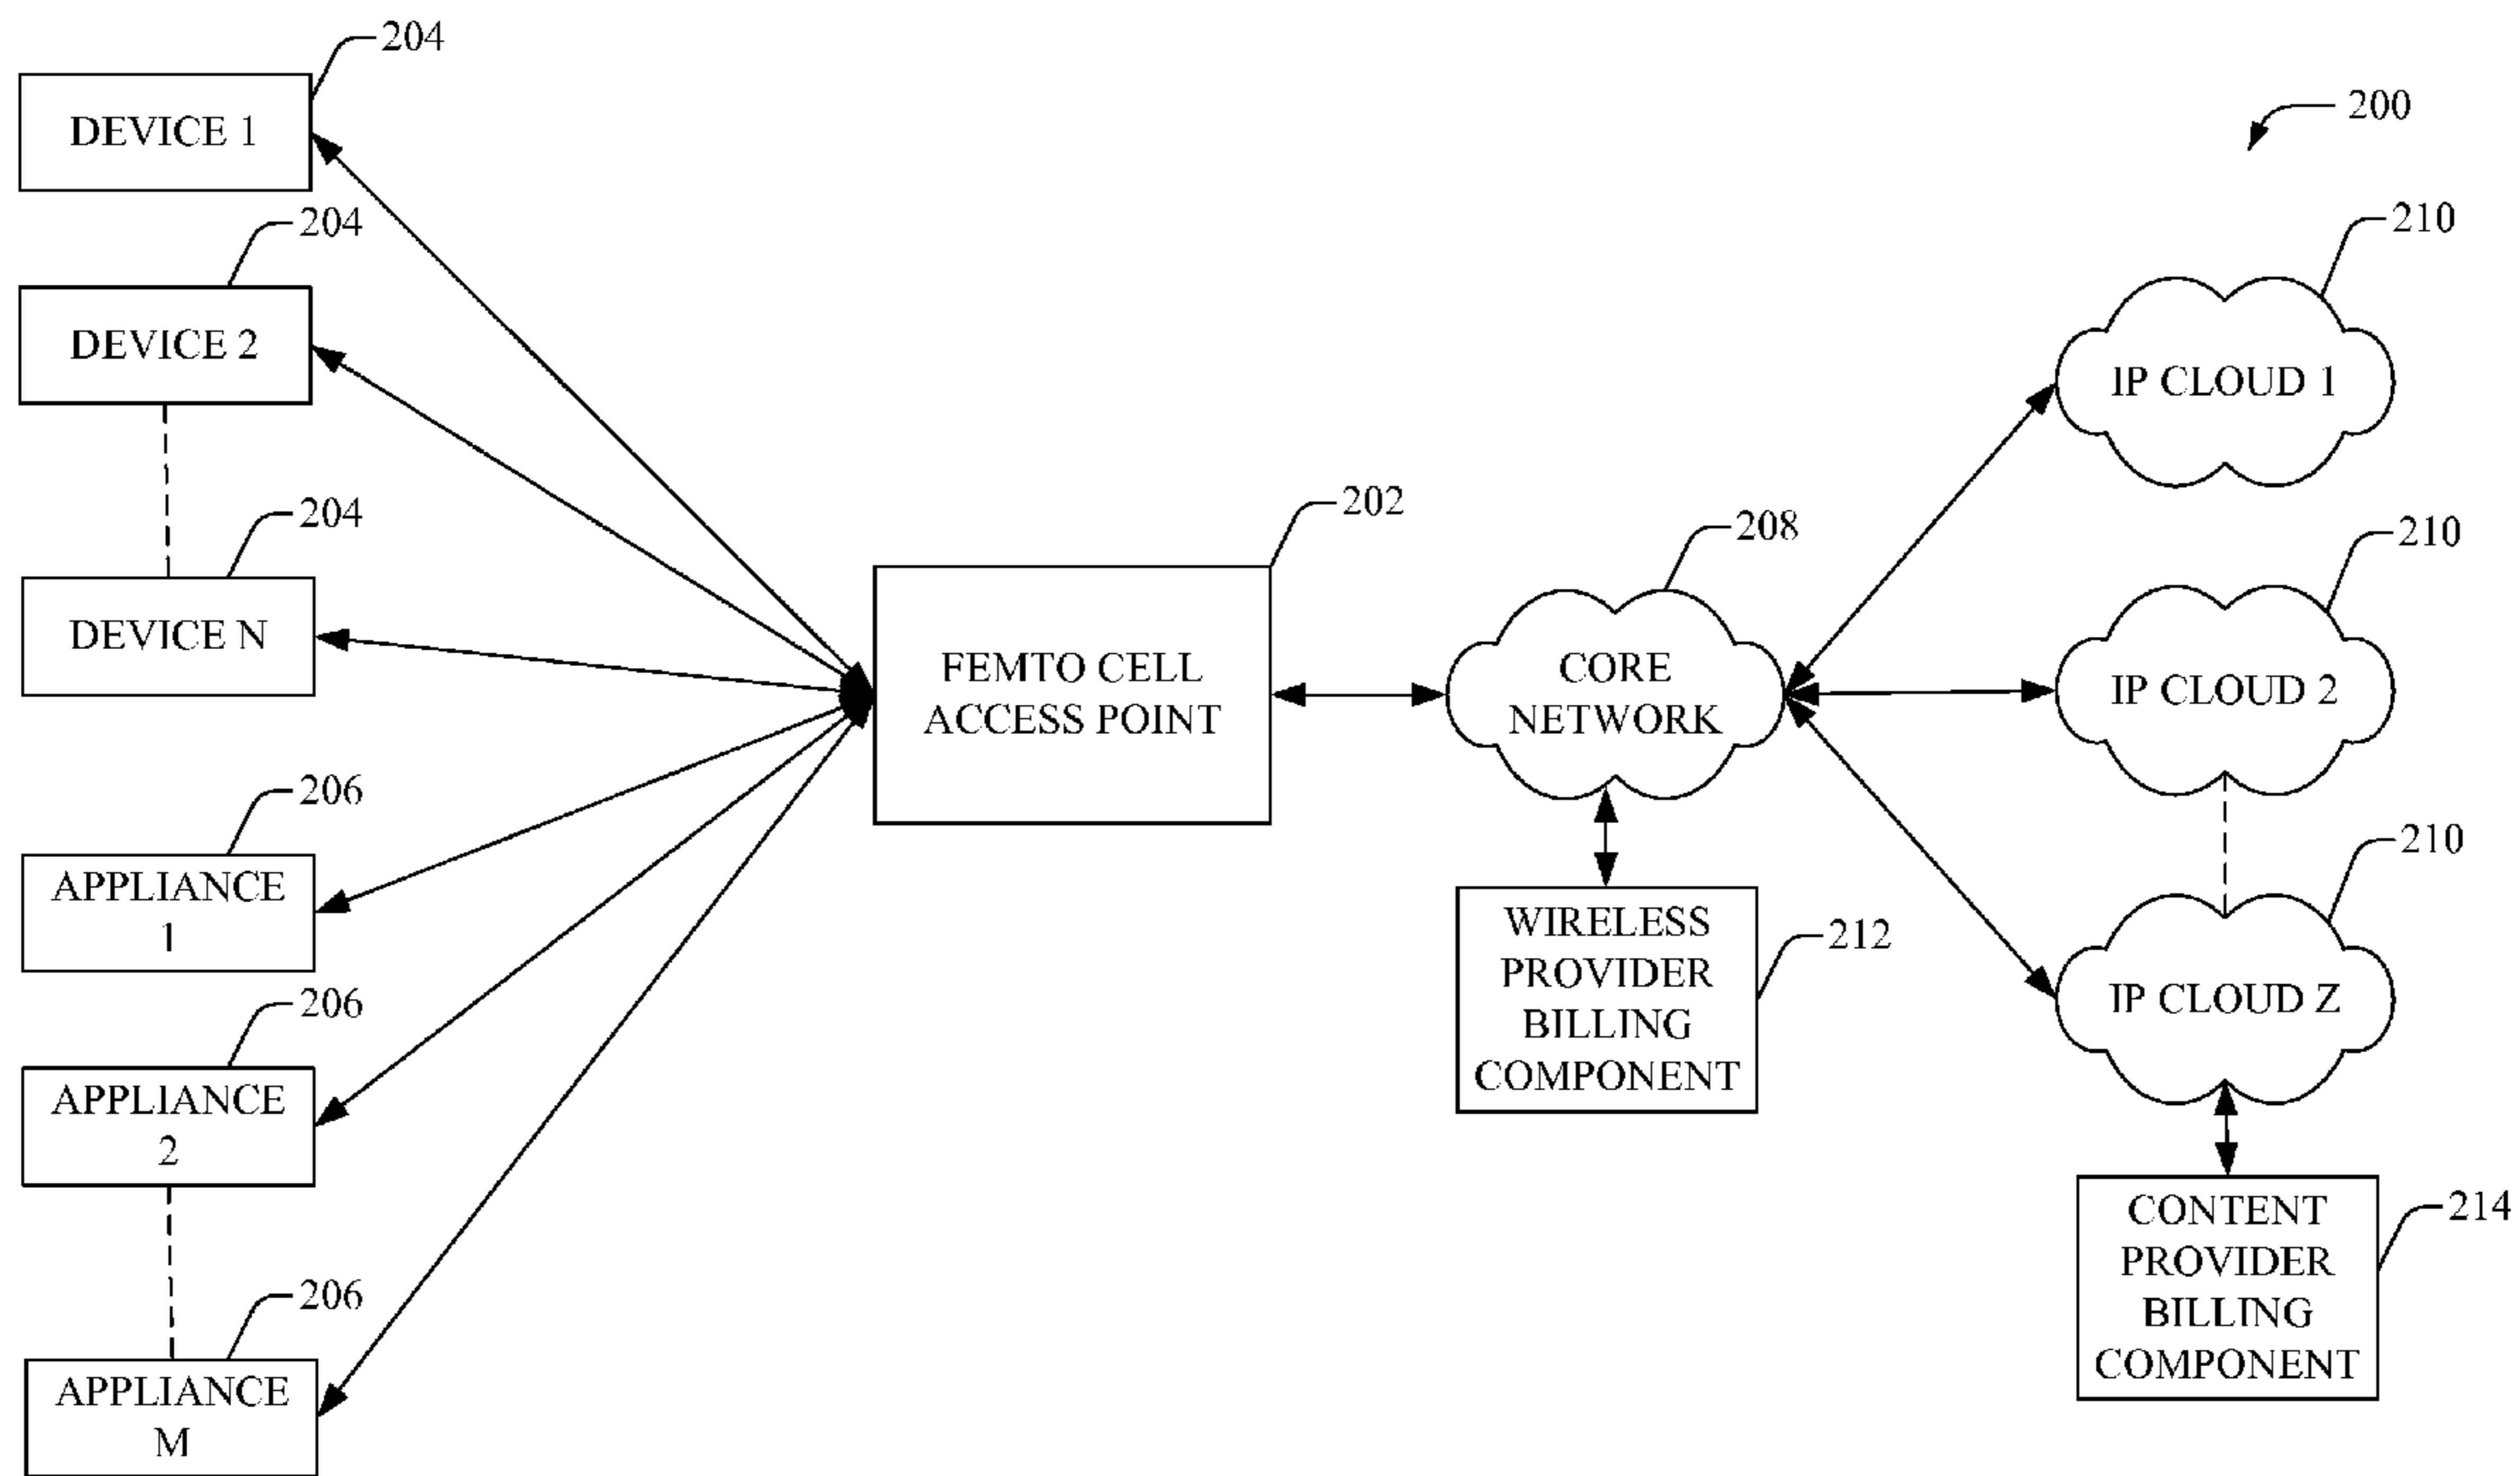 204
DEVICE 1
200
204
210
DEVICE 2
IP CLOUD 1
204
202
208
210
DEVICE N
FEMTO CELL
ACCESS POINT
CORE
NETWORK
IP CLOUD 2
206
210
APPLIANCE
1
WIRELESS
PROVIDER
BILLING
COMPONENT
212
IP CLOUD Z
206
APPLIANCE
2
214
CONTENT
PROVIDER
BILLING
COMPONENT
206
APPLIANCE
M